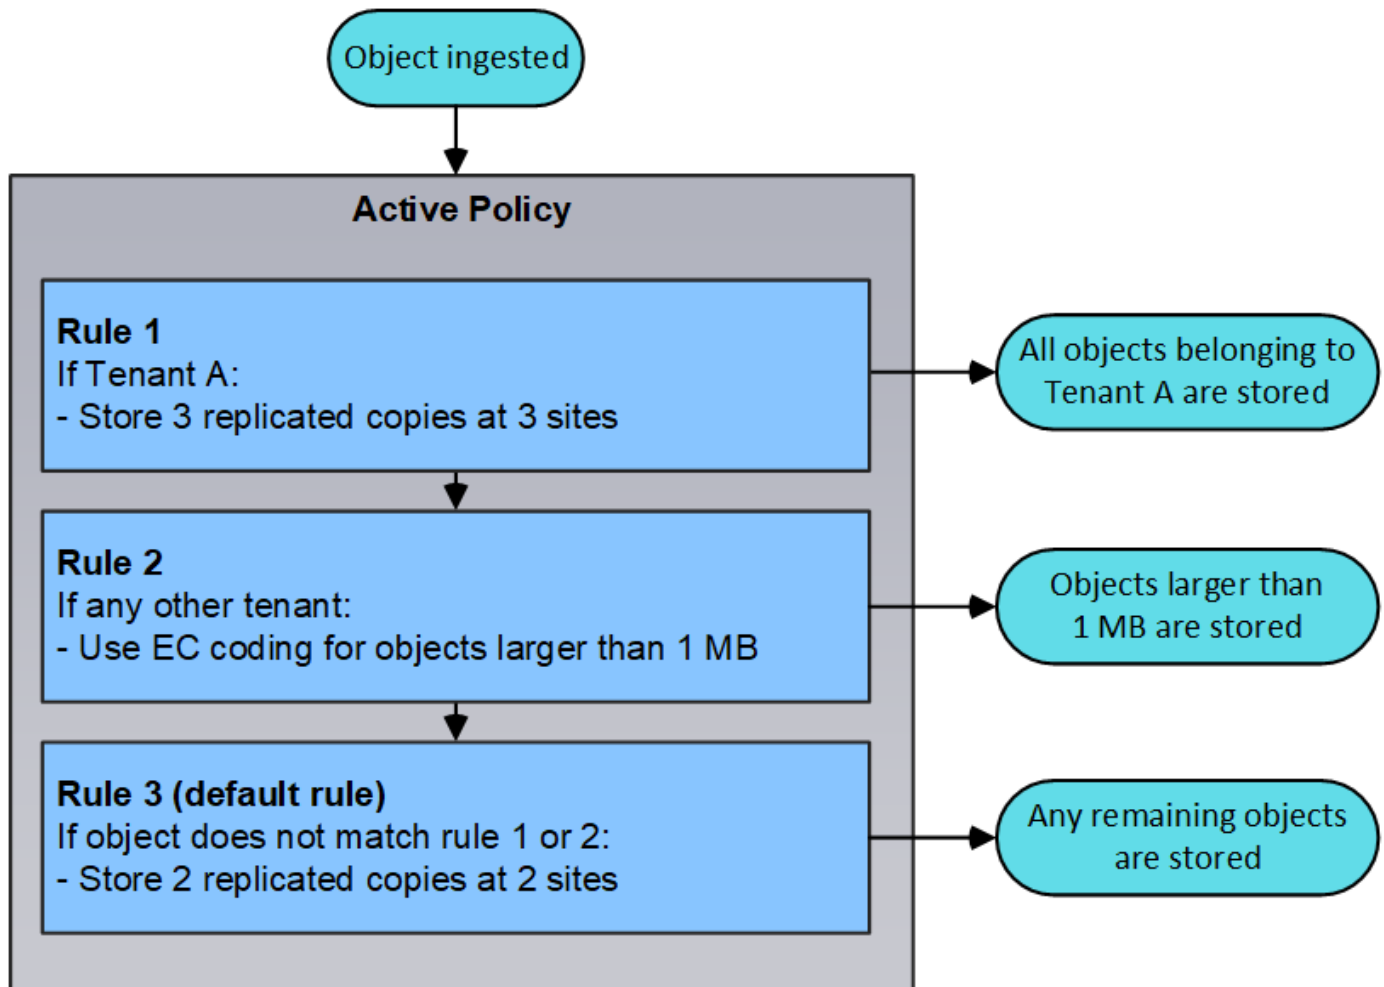 Object ingested
Active Policy
Rule 1
If Tenant A:
- Store 3 replicated copies at 3 sites
All objects belonging to
Tenant A are stored
Rule 2
If any other tenant:
- Use EC coding for objects larger than 1 MB
Objects larger than
1 MB are stored
Rule 3 (default rule)
If object does not match rule 1 or 2:
- Store 2 replicated copies at 2 sites
Any remaining objects
are stored